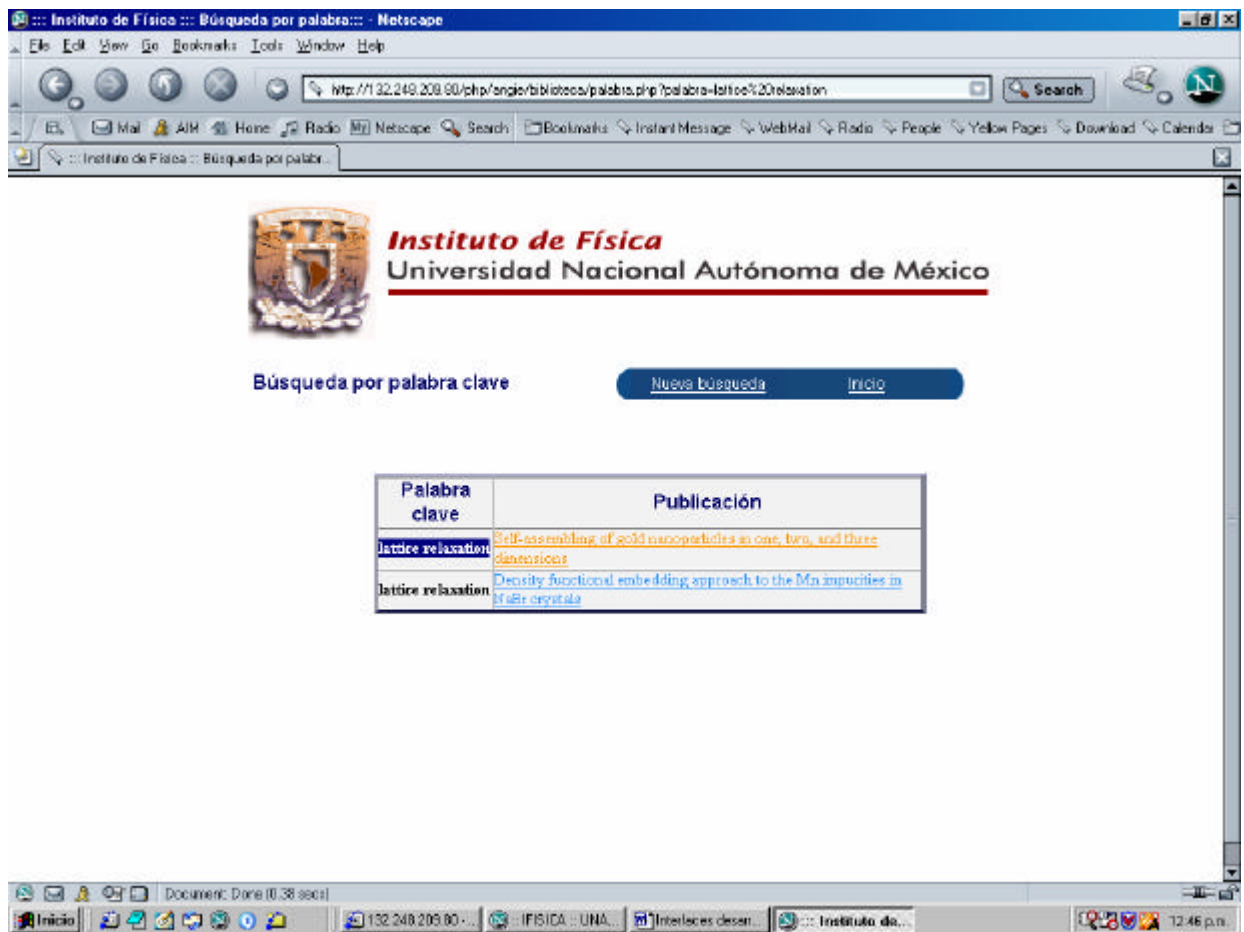 ::: Instituto de Física ::: Búsqueda por palabra::: - Netscape
File Edit View Go Bookmarks Tools Window Help
http://132.248.209.80/php/angie/biblioteca/palabra.php?palabra=lattice%20relaxation Search N
Mail AIM Home Radio My Netscape Search Bookmarks Instant Message WebMail Radio People Yellow Pages Download Calendar
::: Instituto de Física ::: Búsqueda por palabr...
Instituto de Física
Universidad Nacional Autónoma de México
Búsqueda por palabra clave
Nueva búsqueda Inicio
Palabra
clave
Publicación
lattice relaxation
Self-assembling of gold nanoparticles in one, two, and three
dimensions
lattice relaxation
Density functional embedding approach to the Mn impurities in
NaBr crystals
Document: Done (0.38 secs)
Inicio 132.248.209.80 -... :: IFISICA :: UNA... Interfaces desarr... ::: Instituto de... 12:46 p.m.